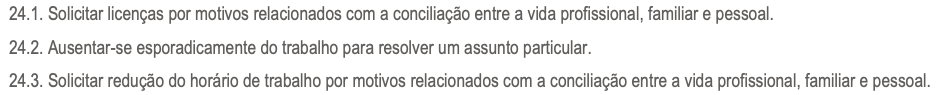 24.1. Solicitar licenças por motivos relacionados com a conciliação entre a vida profissional, familiar e pessoal.
24.2. Ausentar-se esporadicamente do trabalho para resolver um assunto particular.
24.3. Solicitar redução do horário de trabalho por motivos relacionados com a conciliação entre a vida profissional, familiar e pessoal.